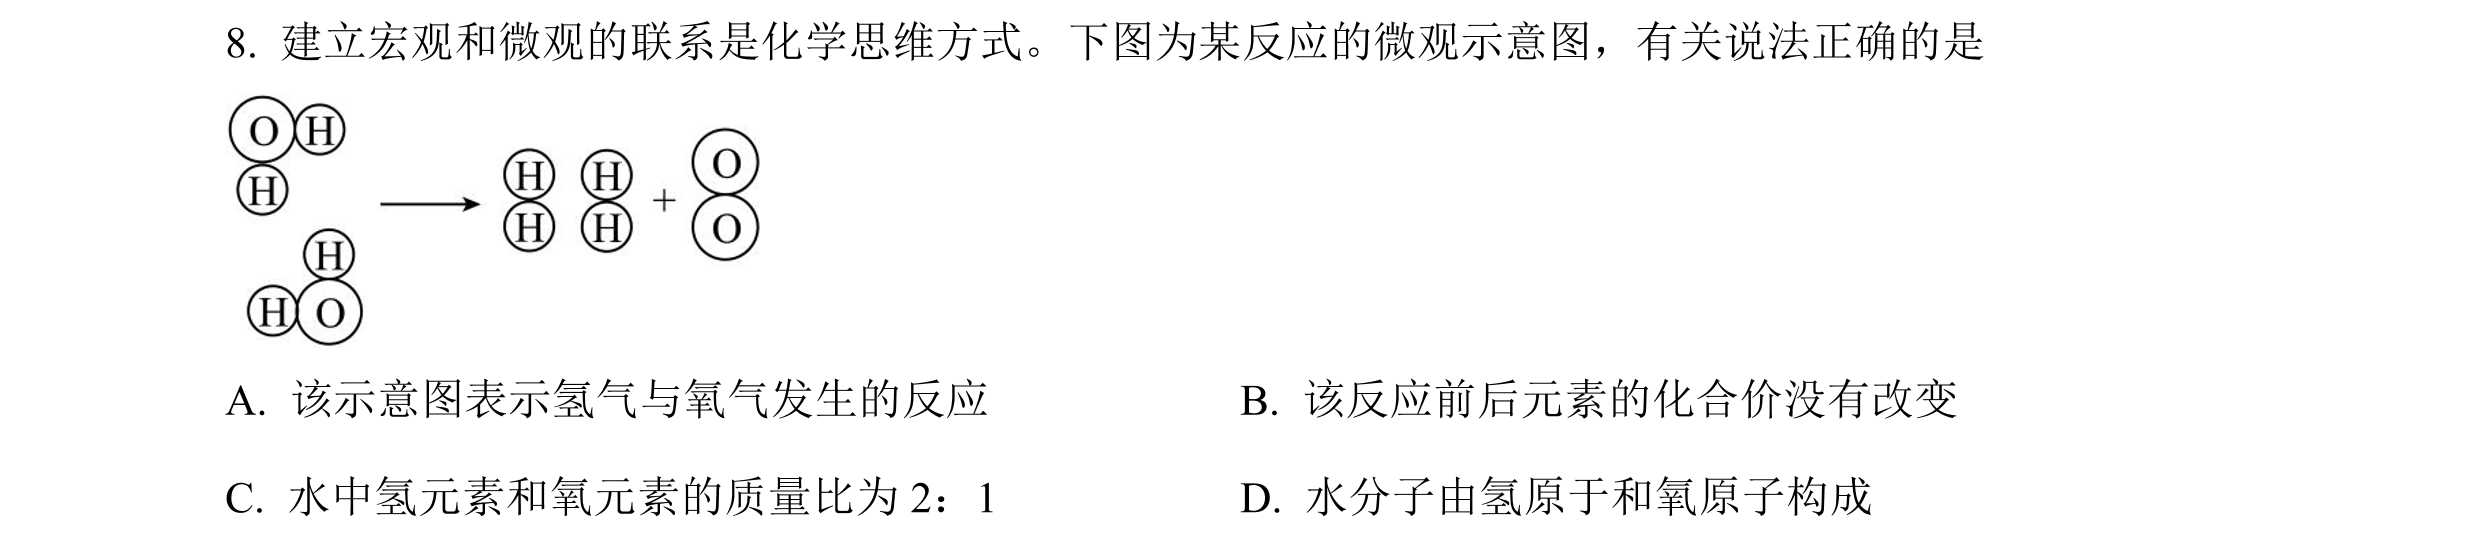 8. 建立宏观和微观的联系是化学思维方式。下图为某反应的微观示意图，有关说法正确的是
O H
H
H
H O
H H
H H
+
O
O
A. 该示意图表示氢气与氧气发生的反应
B. 该反应前后元素的化合价没有改变
C. 水中氢元素和氧元素的质量比为 2：1
D. 水分子由氢原于和氧原子构成